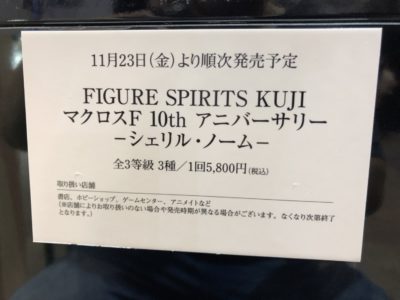 11月23日(金)より順次発売予定
FIGURE SPIRITS KUJI
マクロスF 10th アニバーサリー
－シェリル・ノーム－
全3等級 3種／1回5,800円(税込)
取り扱い店舗
書店、ホビーショップ、ゲームセンター、アニメイトなど
(※店舗によりお取り扱いのない場合や発売時期が異なる場合がございます。なくなり次第終了
となります。)